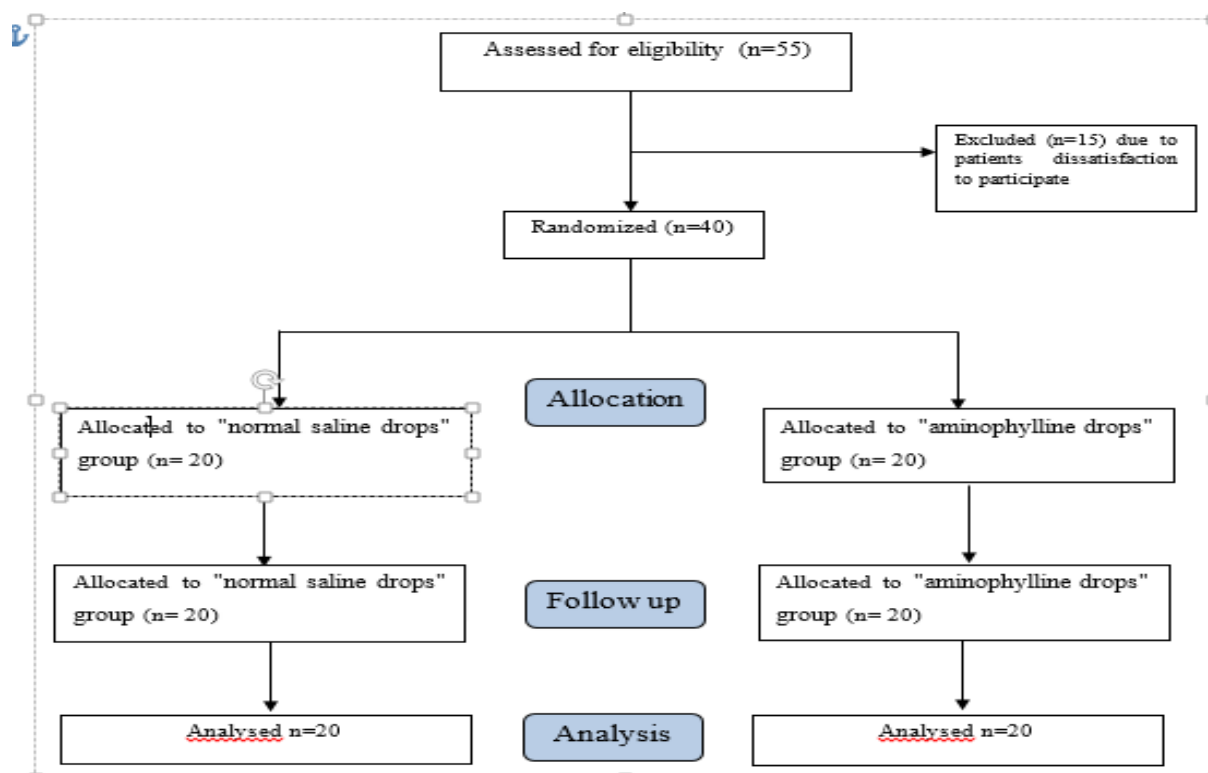 Assessed for eligibility (n=55)
Excluded (n=15) due to
patients dissatisfaction
to participate
Randomized (n=40)
Allocation
Allocated to "normal saline drops"
group (n= 20)
Allocated to "aminophylline drops"
group (n= 20)
Allocated to "normal saline drops"
group (n= 20)
Follow up
Allocated to "aminophylline drops"
group (n= 20)
Analysed n=20
Analysis
Analysed n=20